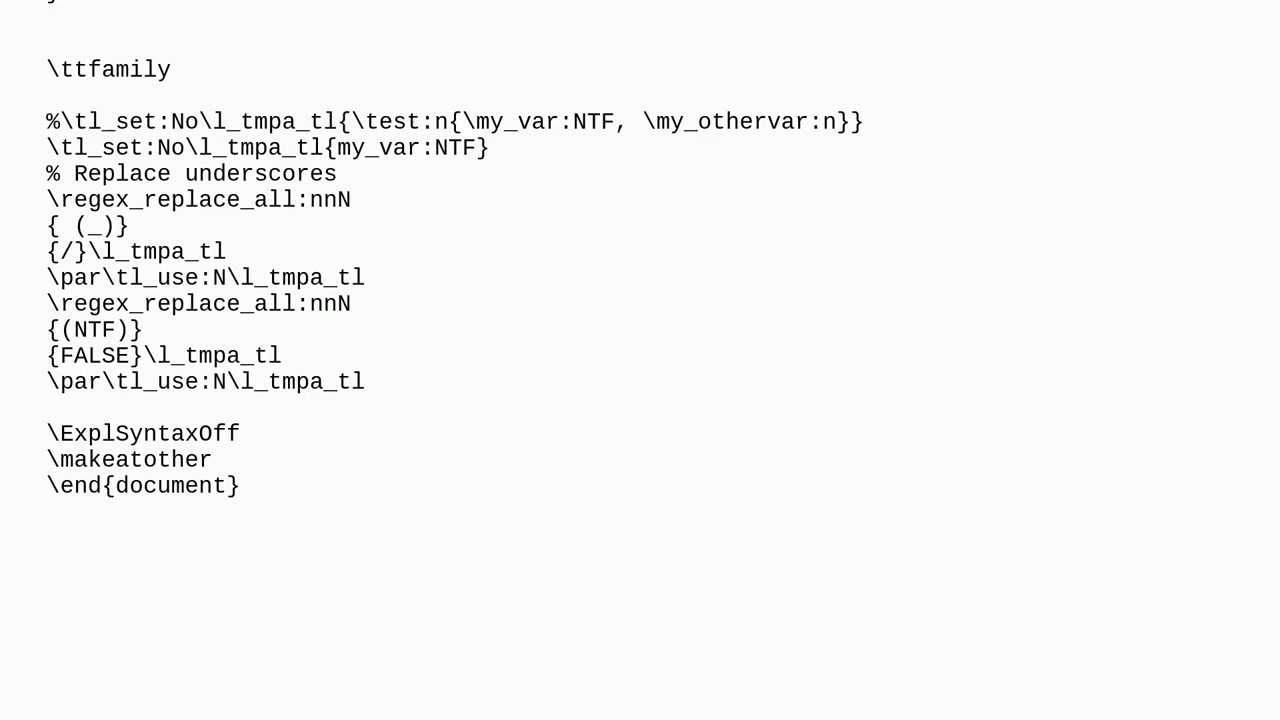 }
\ttfamily
%\tl_set:No\l_tmpa_tl{\test:n{\my_var:NTF, \my_othervar:n}}
\tl_set:No\l_tmpa_tl{my_var:NTF}
% Replace underscores
\regex_replace_all:nnN
{ (_)}
{/}\l_tmpa_tl
\par\tl_use:N\l_tmpa_tl
\regex_replace_all:nnN
{(NTF)}
{FALSE}\l_tmpa_tl
\par\tl_use:N\l_tmpa_tl
\ExplSyntaxOff
\makeatother
\end{document}